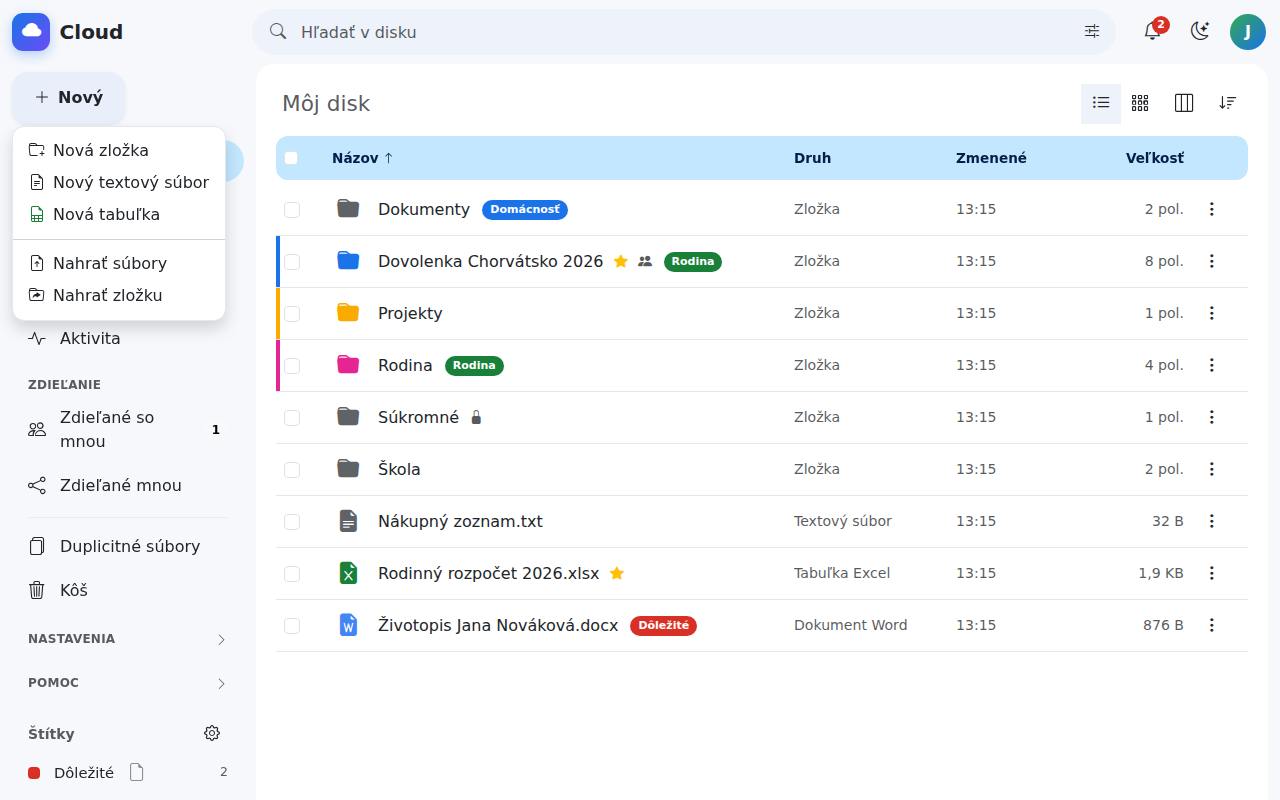 Cloud
Hľadať v disku
2
J
Nový
Nová zložka
Nový textový súbor
Nová tabuľka
Nahrať súbory
Nahrať zložku
Aktivita
ZDIEĽANIE
Zdieľané so
mnou
1
Zdieľané mnou
Duplicitné súbory
Kôš
NASTAVENIA
POMOC
Štítky
Dôležité 2
Môj disk
Názov ↑ Druh Zmenené Veľkosť
Dokumenty Domácnosť Zložka 13:15 2 pol.
Dovolenka Chorvátsko 2026 Rodina Zložka 13:15 8 pol.
Projekty Zložka 13:15 1 pol.
Rodina Rodina Zložka 13:15 4 pol.
Súkromné Zložka 13:15 1 pol.
Škola Zložka 13:15 2 pol.
Nákupný zoznam.txt Textový súbor 13:15 32 B
Rodinný rozpočet 2026.xlsx Tabuľka Excel 13:15 1,9 KB
Životopis Jana Nováková.docx Dôležité Dokument Word 13:15 876 B